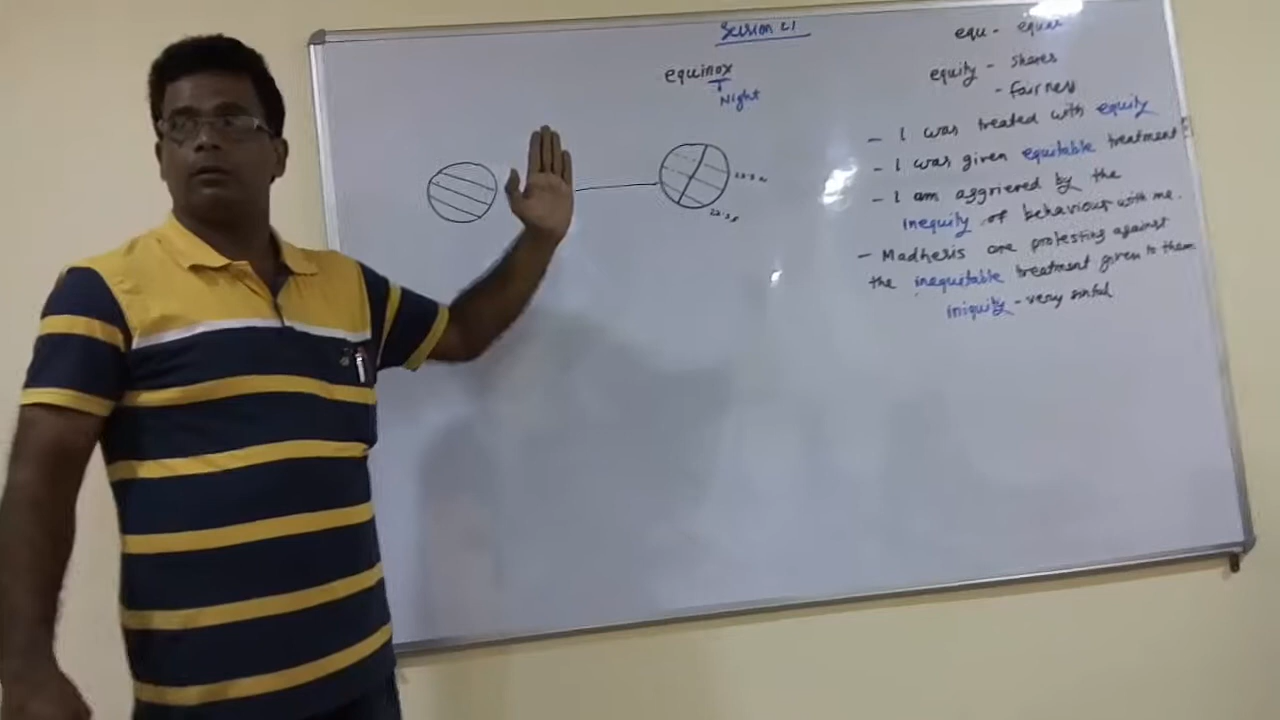 Session 21
equinox
Night
equ - equal
equity - shares
- fairness
- I was treated with equity
- I was given equitable treatment
- I am aggrieved by the
inequity of behaviour with me.
- Madhesis are protesting against
the inequitable treatment given to them
iniquity - very sinful